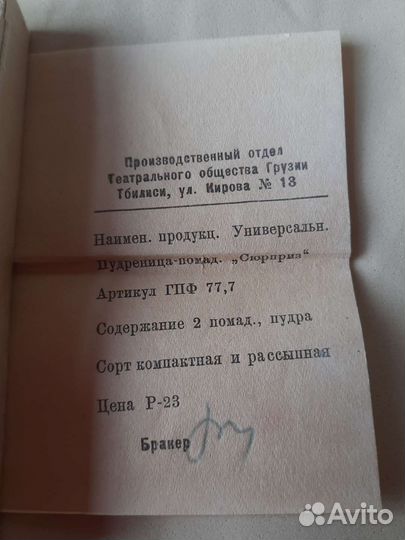 Производственный отдел
Театрального общества Грузии
Тбилиси, ул. Кирова № 13
Наимен. продукц. Универсальн.
Пудреница-помад. „Сюрприз"
Артикул ГПФ 77,7
Содержание 2 помад., пудра
Сорт компактная и рассыпная
Цена Р-23
Бракер
Avito